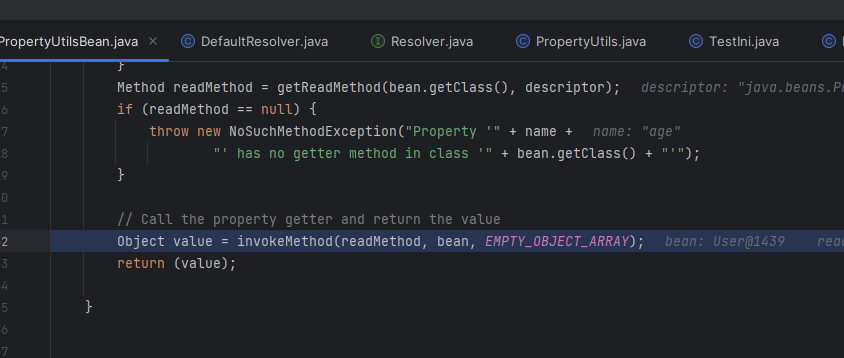 PropertyUtilsBean.java × DefaultResolver.java Resolver.java PropertyUtils.java TestIni.java
4 }
5 Method readMethod = getReadMethod(bean.getClass(), descriptor); descriptor: "java.beans.Pr
6 if (readMethod == null) {
7 throw new NoSuchMethodException("Property '" + name + name: "age"
8 "' has no getter method in class '" + bean.getClass() + "'");
9 }
0
1 // Call the property getter and return the value
2 Object value = invokeMethod(readMethod, bean, EMPTY_OBJECT_ARRAY); bean: User@1439 read
3 return (value);
4
5 }
6
7